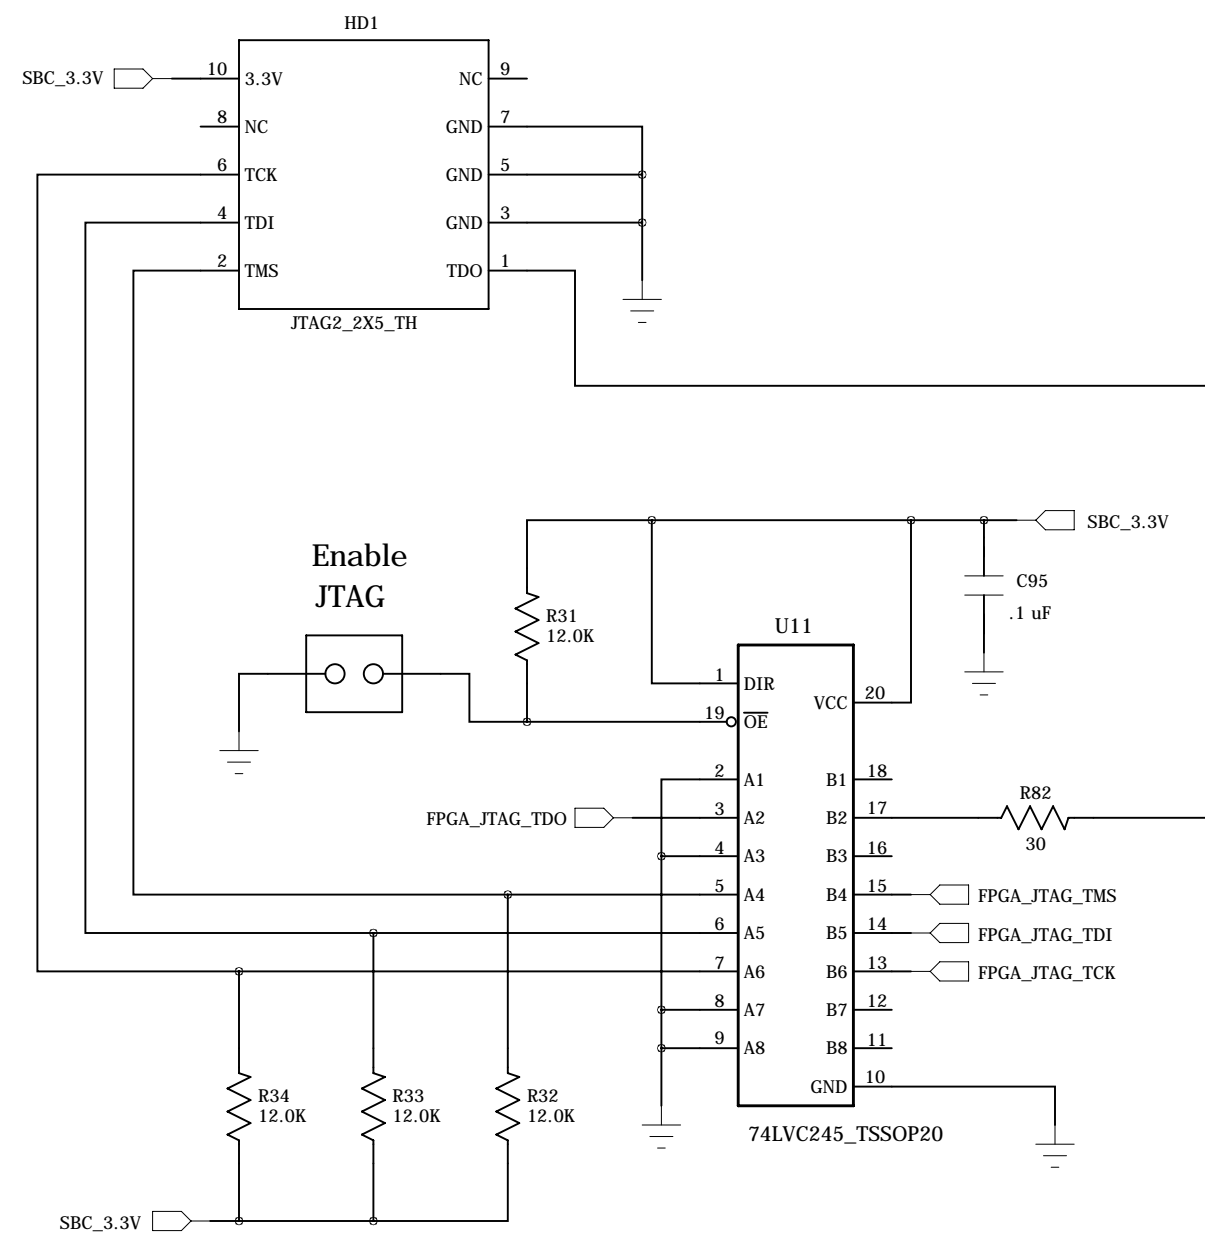 HD1
SBC_3.3V
10 3.3V NC 9
8 NC GND 7
6 TCK GND 5
4 TDI GND 3
2 TMS TDO 1
JTAG2_2X5_TH
SBC_3.3V
Enable
JTAG
C95
.1 uF
R31
12.0K
U11
1 DIR
VCC 20
19 OE
2 A1 B1 18
R82
FPGA_JTAG_TDO 3 A2 B2 17
30
4 A3 B3 16
5 A4 B4 15 FPGA_JTAG_TMS
6 A5 B5 14 FPGA_JTAG_TDI
7 A6 B6 13 FPGA_JTAG_TCK
8 A7 B7 12
9 A8 B8 11
GND 10
R34
12.0K
R33
12.0K
R32
12.0K
74LVC245_TSSOP20
SBC_3.3V